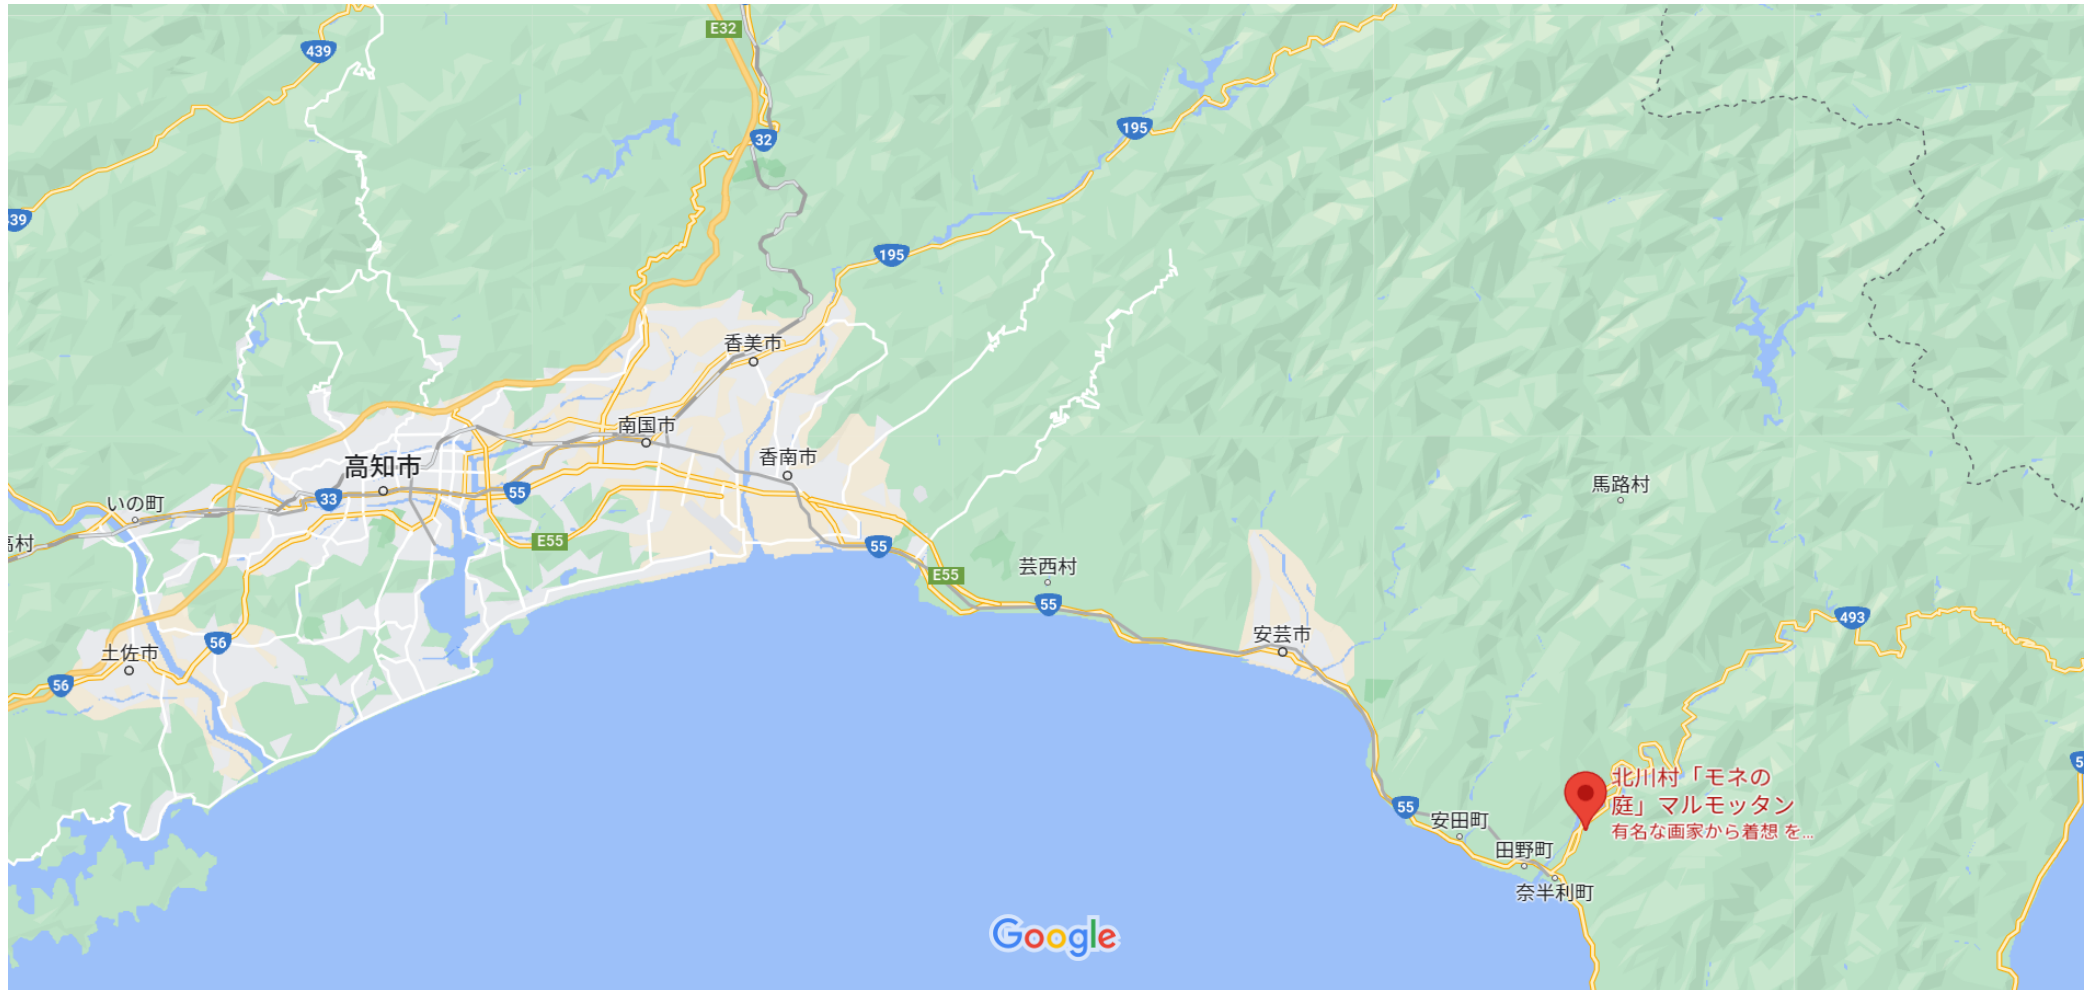 E32
439
32
195
439
195
香美市
南国市
高知市
香南市
馬路村
33
55
いの町
E55
高村
55
芸西村
E55
55
493
安芸市
土佐市
56
56
北川村「モネの
庭」マルモッタン
有名な画家から着想 を...
55
安田町
田野町
奈半利町
Google